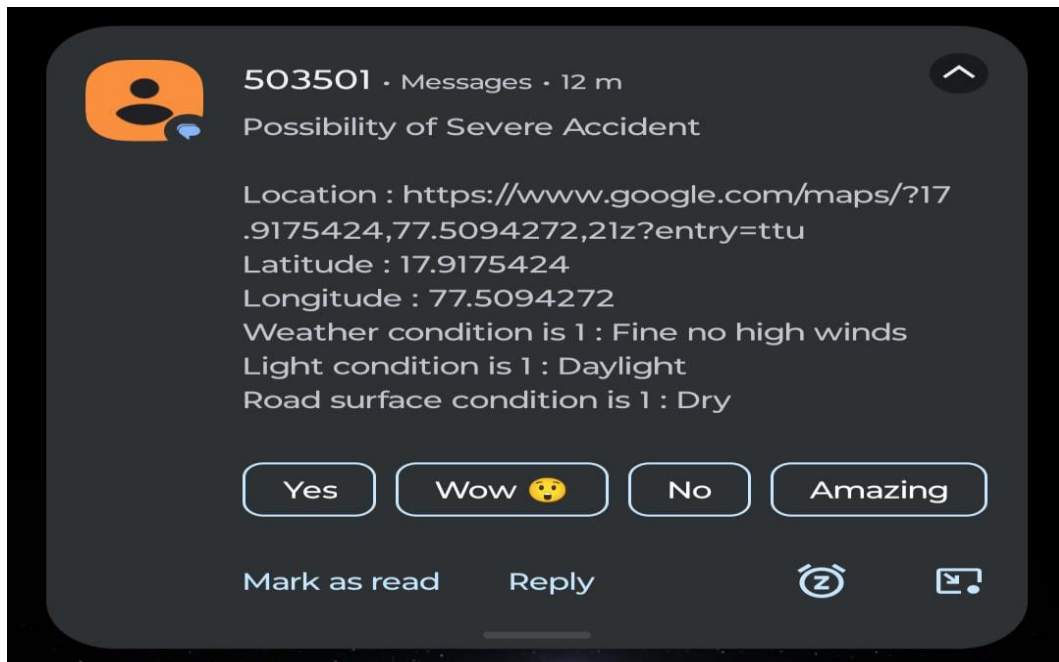 503501 · Messages · 12 m
Possibility of Severe Accident
Location : https://www.google.com/maps/?17
.9175424,77.5094272,21z?entry=ttu
Latitude : 17.9175424
Longitude : 77.5094272
Weather condition is 1 : Fine no high winds
Light condition is 1 : Daylight
Road surface condition is 1 : Dry
Yes Wow 😲 No Amazing
Mark as read Reply z